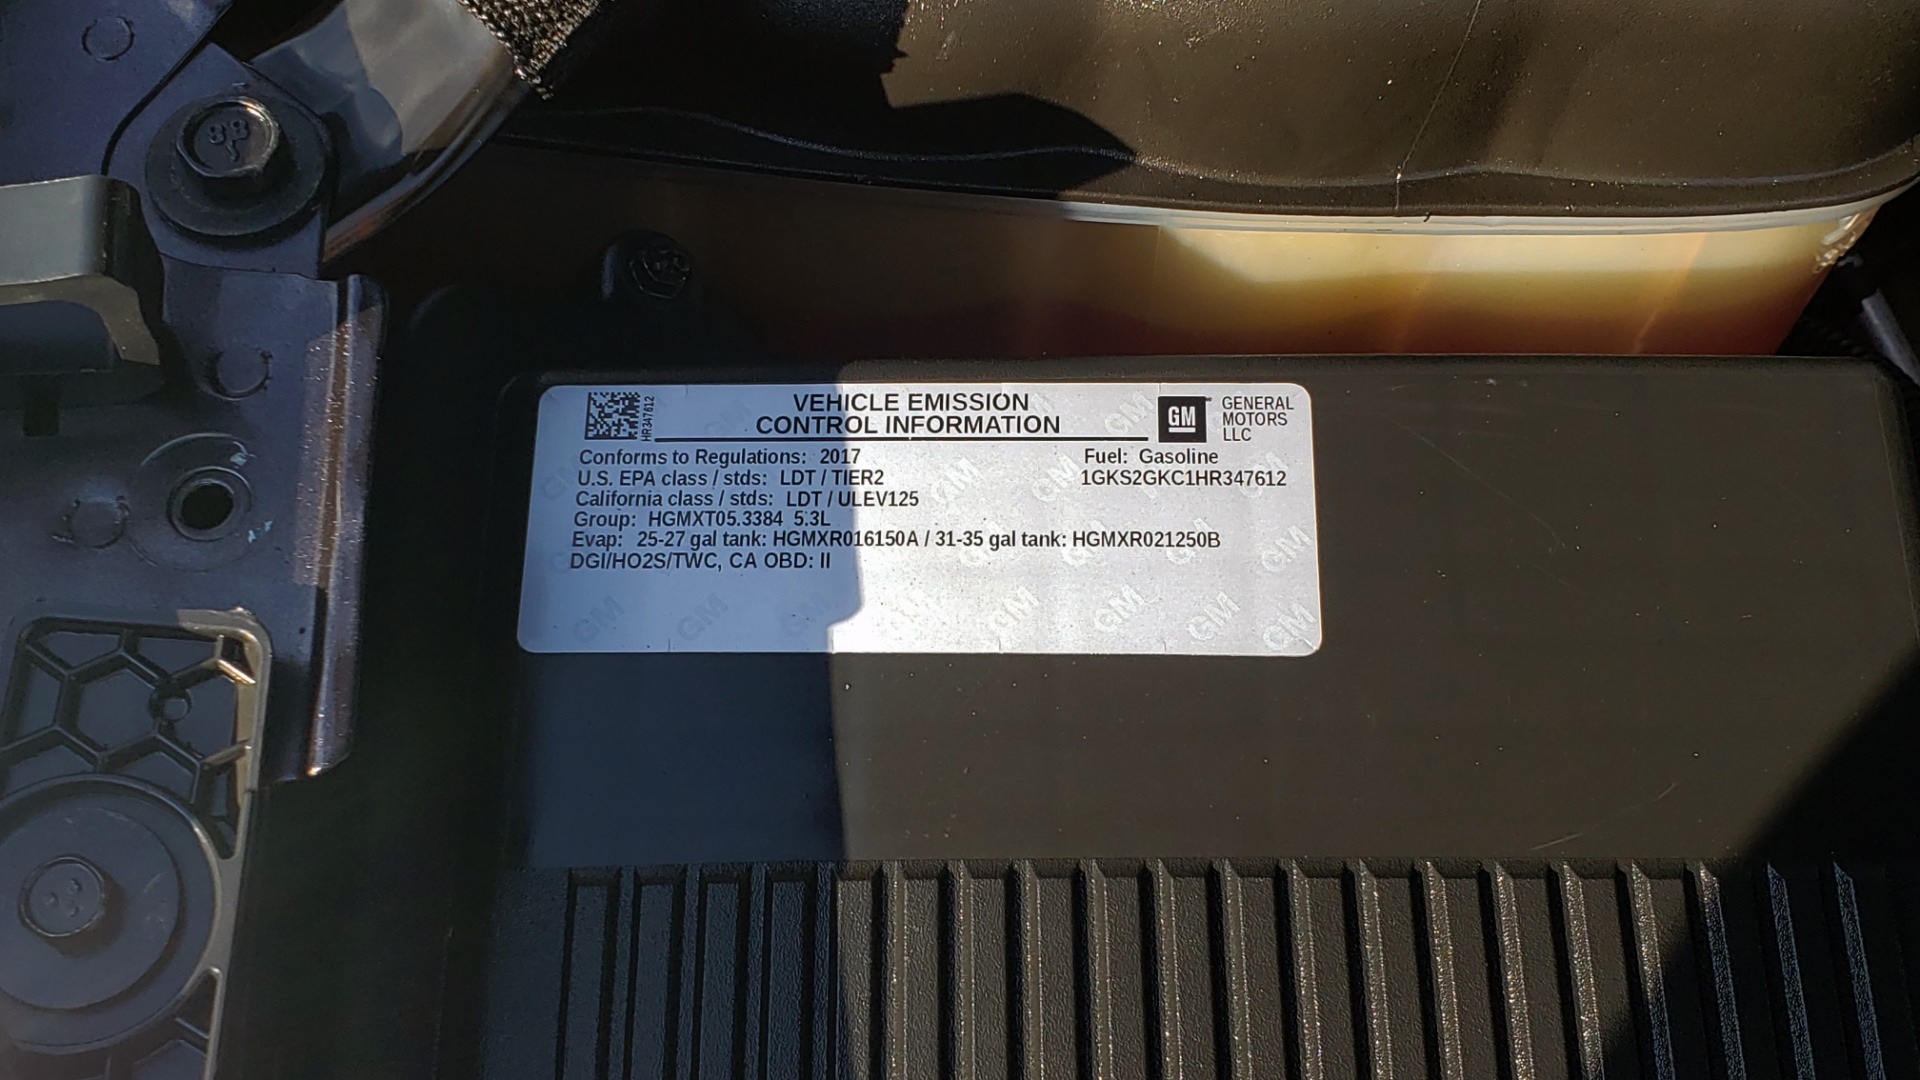 HR347612
VEHICLE EMISSION
CONTROL INFORMATION
GM
GENERAL
MOTORS
LLC
Conforms to Regulations: 2017
Fuel: Gasoline
U.S. EPA class / stds: LDT / TIER2
1GKS2GKC1HR347612
California class / stds: LDT / ULEV125
Group: HGMXT05.3384 5.3L
Evap: 25-27 gal tank: HGMXR016150A / 31-35 gal tank: HGMXR021250B
DGI/HO2S/TWC, CA OBD: II